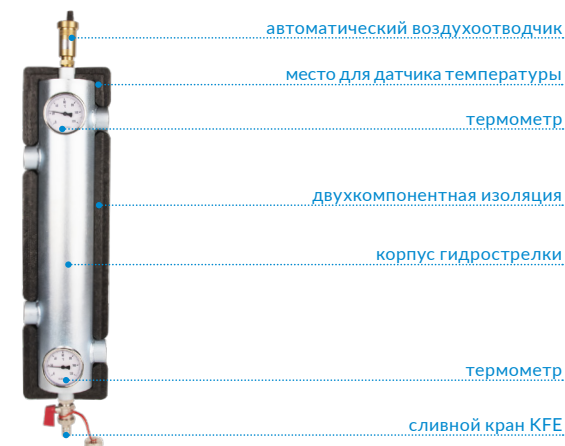 автоматический воздухоотводчик
место для датчика температуры
термометр
двухкомпонентная изоляция
корпус гидрострелки
термометр
сливной кран KFE